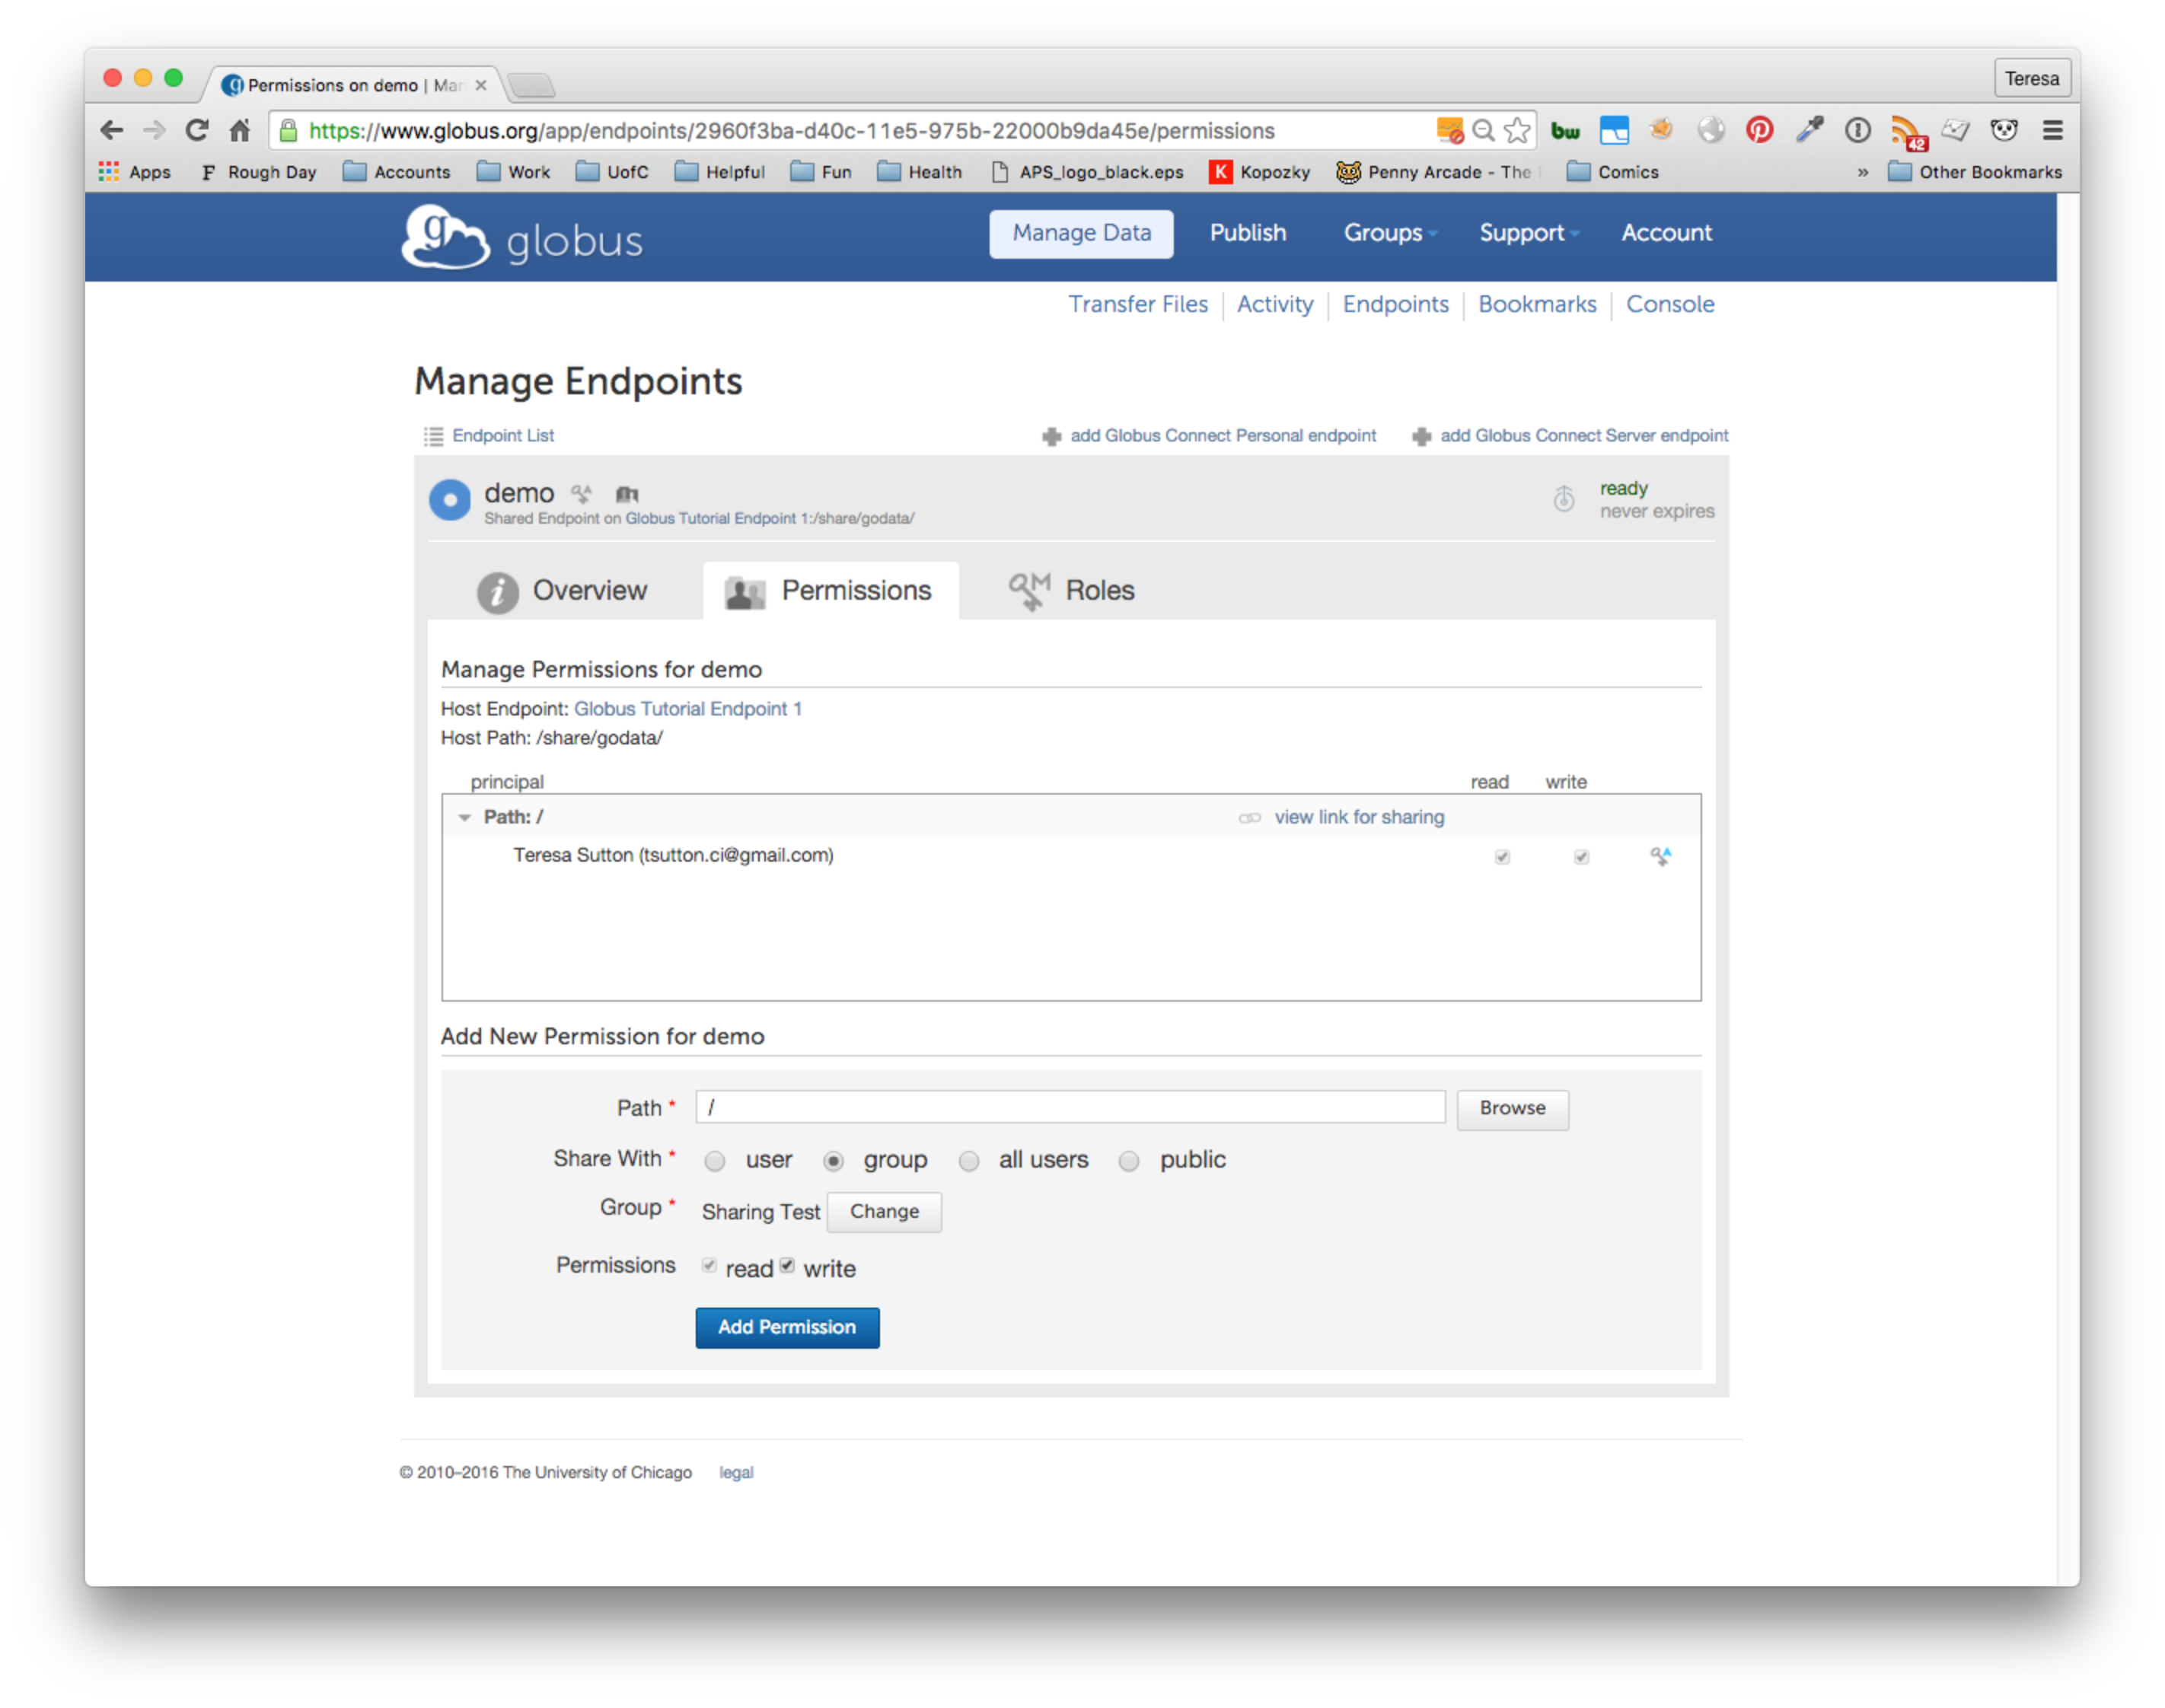 Permissions on demo | Man
Teresa
https://www.globus.org/app/endpoints/2960f3ba-d40c-11e5-975b-22000b9da45e/permissions
bw
42
Apps F Rough Day Accounts Work UofC Helpful Fun Health APS_logo_black.eps K Kopozky Penny Arcade - The » Other Bookmarks Comics
g globus
Manage Data Publish Groups Support Account
Transfer Files Activity Endpoints Bookmarks Console
Manage Endpoints
Endpoint List add Globus Connect Personal endpoint add Globus Connect Server endpoint
demo
Shared Endpoint on Globus Tutorial Endpoint 1:/share/godata/
ready
never expires
Overview Permissions Roles
Manage Permissions for demo
Host Endpoint: Globus Tutorial Endpoint 1
Host Path: /share/godata/
principal read write
Path: / view link for sharing
Teresa Sutton (tsutton.ci@gmail.com)
Add New Permission for demo
Path * / Browse
Share With * user group all users public
Group * Sharing Test Change
Permissions read write
Add Permission
© 2010–2016 The University of Chicago legal